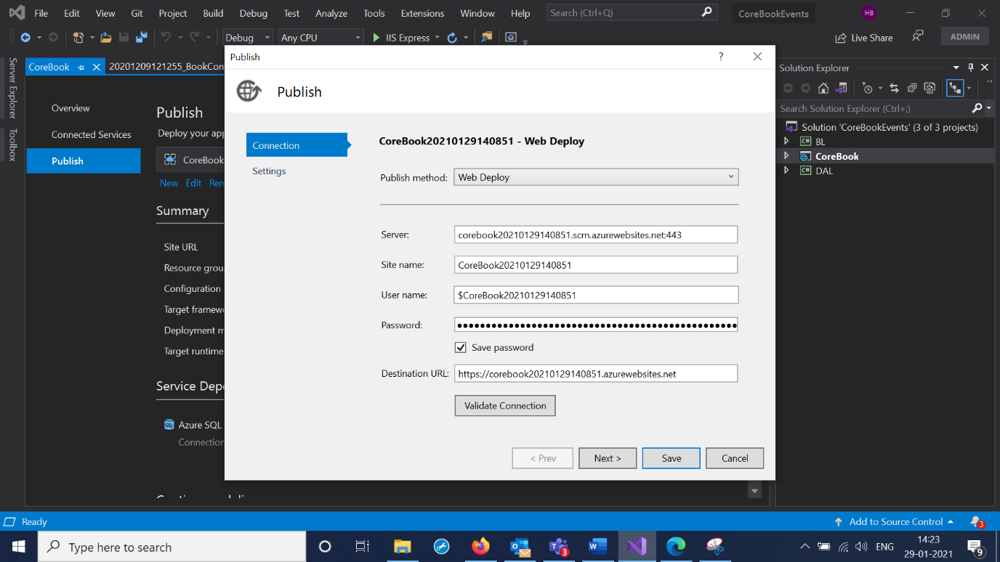 File Edit View Git Project Build Debug Test Analyze Tools Extensions Window Help Search (Ctrl+Q) CoreBookEvents HB
Debug Any CPU IIS Express Live Share ADMIN
Server Explorer
Toolbox
CoreBook 20201209121255_BookCon
Overview
Connected Services
Publish
Publish
Deploy your app
CoreBook
New Edit Ren
Summary
Site URL
Resource grou
Configuration
Target framew
Deployment m
Target runtime
Service Dep
Azure SQL
Connection
Publish ?
Publish
Connection
Settings
CoreBook20210129140851 - Web Deploy
Publish method: Web Deploy
Server: corebook20210129140851.scm.azurewebsites.net:443
Site name: CoreBook20210129140851
User name: $CoreBook20210129140851
Password:
Save password
Destination URL: https://corebook20210129140851.azurewebsites.net
Validate Connection
< Prev Next > Save Cancel
Solution Explorer
Search Solution Explorer (Ctrl+;)
Solution 'CoreBookEvents' (3 of 3 projects)
C# BL
CoreBook
C# DAL
Ready Add to Source Control 3
Type here to search 3 ENG 14:23
29-01-2021 9